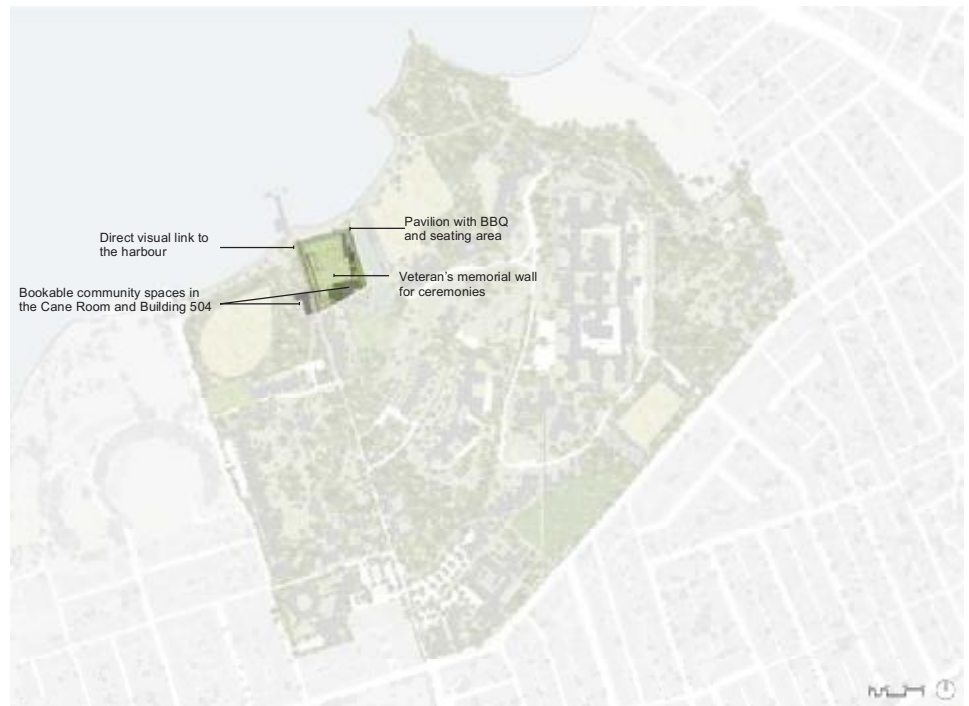 Pavilion with BBQ
and seating area
Direct visual link to
the harbour
Veteran's memorial wall
for ceremonies
Bookable community spaces in
the Cane Room and Building 504